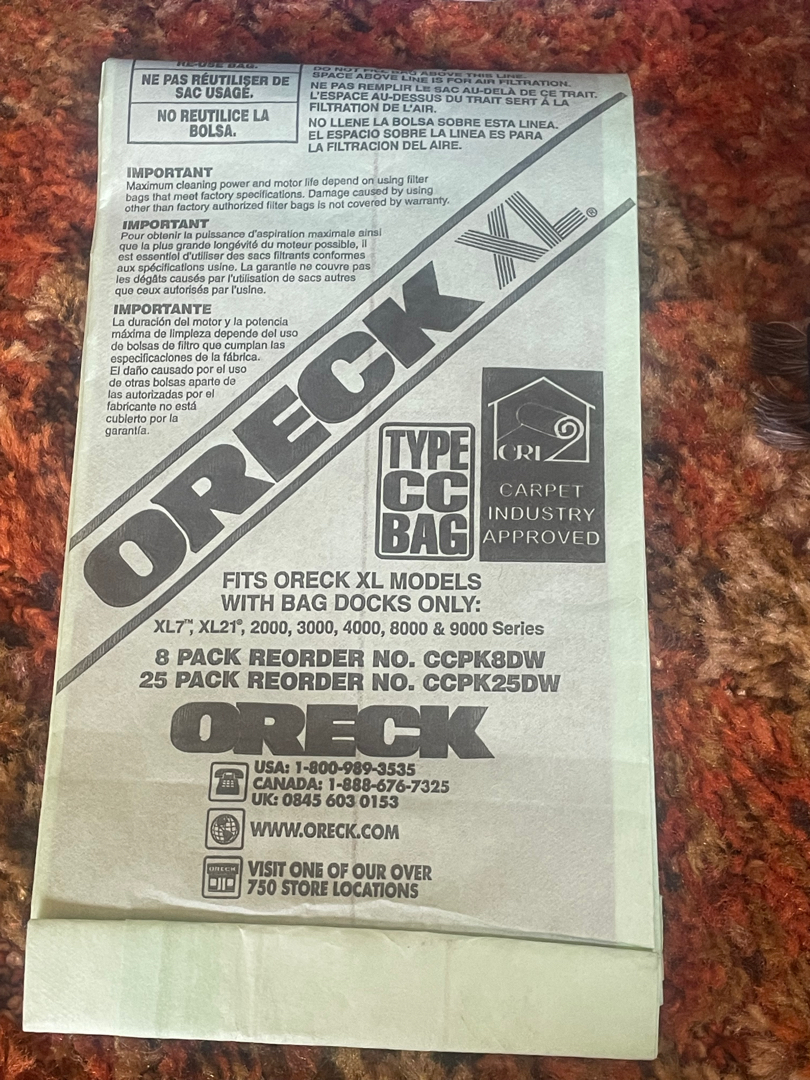 RE-USE BAG.
NE PAS RÉUTILISER DE
SAC USAGÉ.
NO REUTILICE LA
BOLSA.
DO NOT FILL BAG ABOVE THIS LINE.
SPACE ABOVE LINE IS FOR AIR FILTRATION.
NE PAS REMPLIR LE SAC AU-DELÀ DE CE TRAIT.
L'ESPACE AU-DESSUS DU TRAIT SERT À LA
FILTRATION DE L'AIR.
NO LLENE LA BOLSA SOBRE ESTA LINEA.
EL ESPACIO SOBRE LA LINEA ES PARA
LA FILTRACION DEL AIRE.
IMPORTANT
Maximum cleaning power and motor life depend on using filter
bags that meet factory specifications. Damage caused by using
other than factory authorized filter bags is not covered by warranty.
IMPORTANT
Pour obtenir la puissance d'aspiration maximale ainsi
que la plus grande longévité du moteur possible, il
est essentiel d'utiliser des sacs filtrants conformes
aux spécifications usine. La garantie ne couvre pas
les dégâts causés par l'utilisation de sacs autres
que ceux autorisés par l'usine.
IMPORTANTE
La duración del motor y la potencia
máxima de limpieza depende del uso
de bolsas de filtro que cumplan las
especificaciones de la fábrica.
El daño causado por el uso
de otras bolsas aparte de
las autorizadas por el
fabricante no está
cubierto por la
garantía.
ORECK XL®
TYPE
CC
BAG
CRI
CARPET
INDUSTRY
APPROVED
FITS ORECK XL MODELS
WITH BAG DOCKS ONLY:
XL7™, XL21®, 2000, 3000, 4000, 8000 & 9000 Series
8 PACK REORDER NO. CCPK8DW
25 PACK REORDER NO. CCPK25DW
ORECK
USA: 1-800-989-3535
CANADA: 1-888-676-7325
UK: 0845 603 0153
WWW.ORECK.COM
ORECK
VISIT ONE OF OUR OVER
750 STORE LOCATIONS